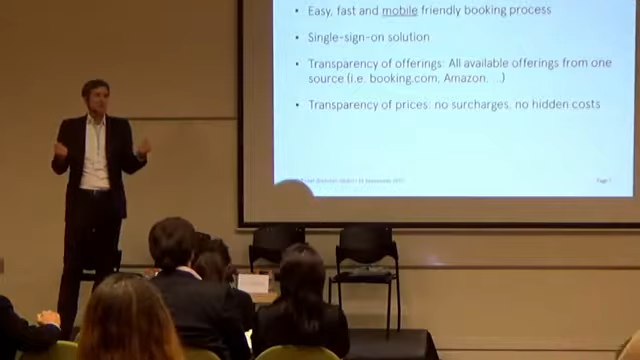 • Easy, fast and mobile friendly booking process
• Single-sign-on solution
• Transparency of offerings: All available offerings from one
source (i.e. booking.com, Amazon, ...)
• Transparency of prices: no surcharges, no hidden costs
Page